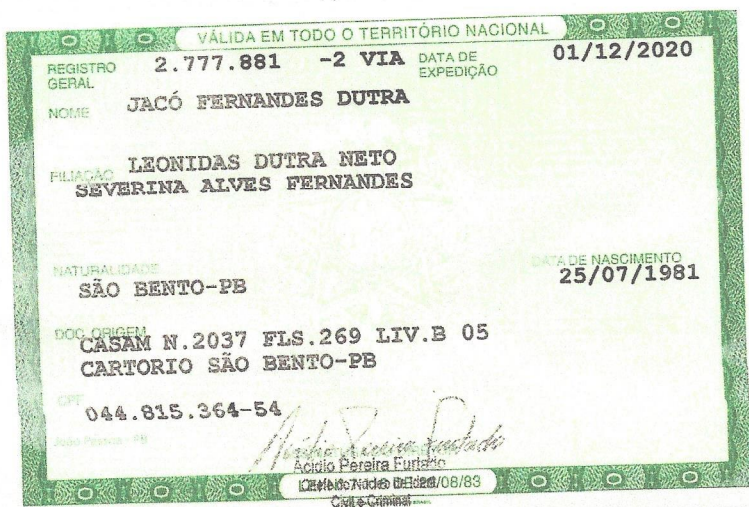 VÁLIDA EM TODO O TERRITÓRIO NACIONAL
REGISTRO GERAL 2.777.881 -2 VIA DATA DE EXPEDIÇÃO 01/12/2020
NOME JACÓ FERNANDES DUTRA
FILIAÇÃO LEONIDAS DUTRA NETO
SEVERINA ALVES FERNANDES
NATURALIDADE DATA DE NASCIMENTO
SÃO BENTO-PB 25/07/1981
DOC. ORIGEM
CASAM N.2037 FLS.269 LIV.B 05
CARTORIO SÃO BENTO-PB
CPF
044.815.364-54
João Pessoa - PB
Acidio Pereira Furtado
/08/83
Civil e Criminal